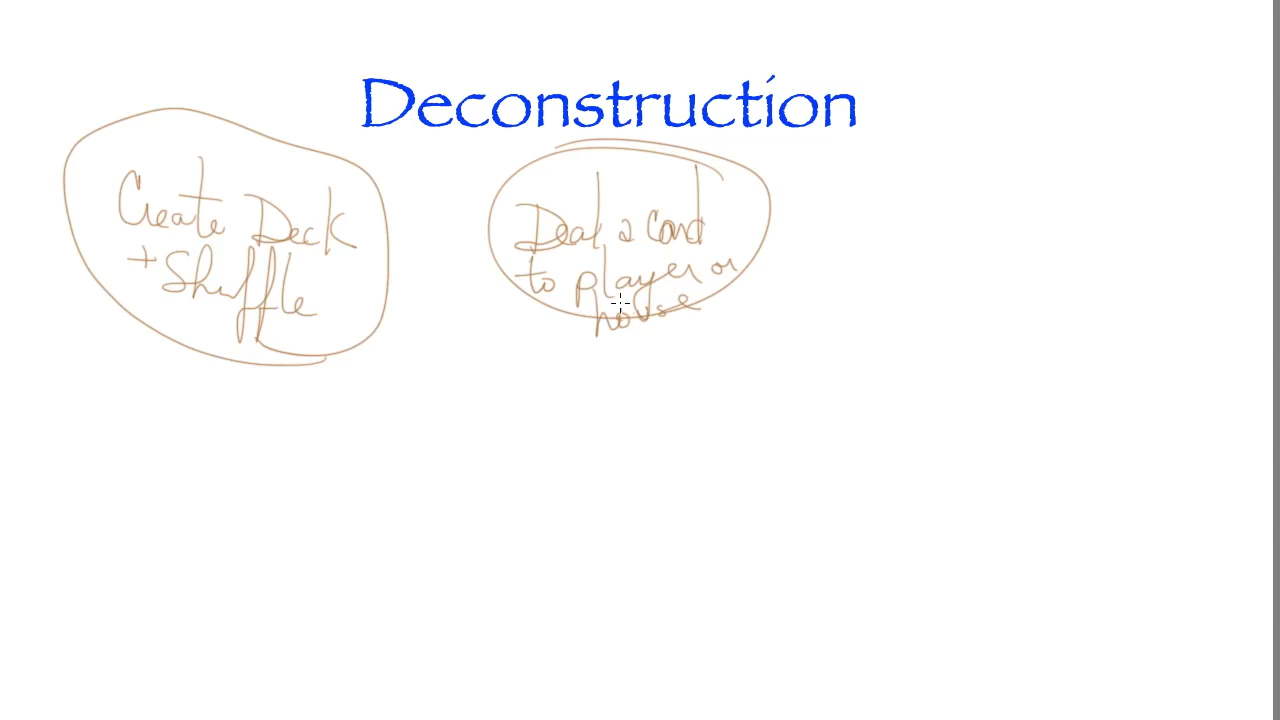 Deconstruction
Create Deck
+ Shuffle
Deal a card
to player or
house